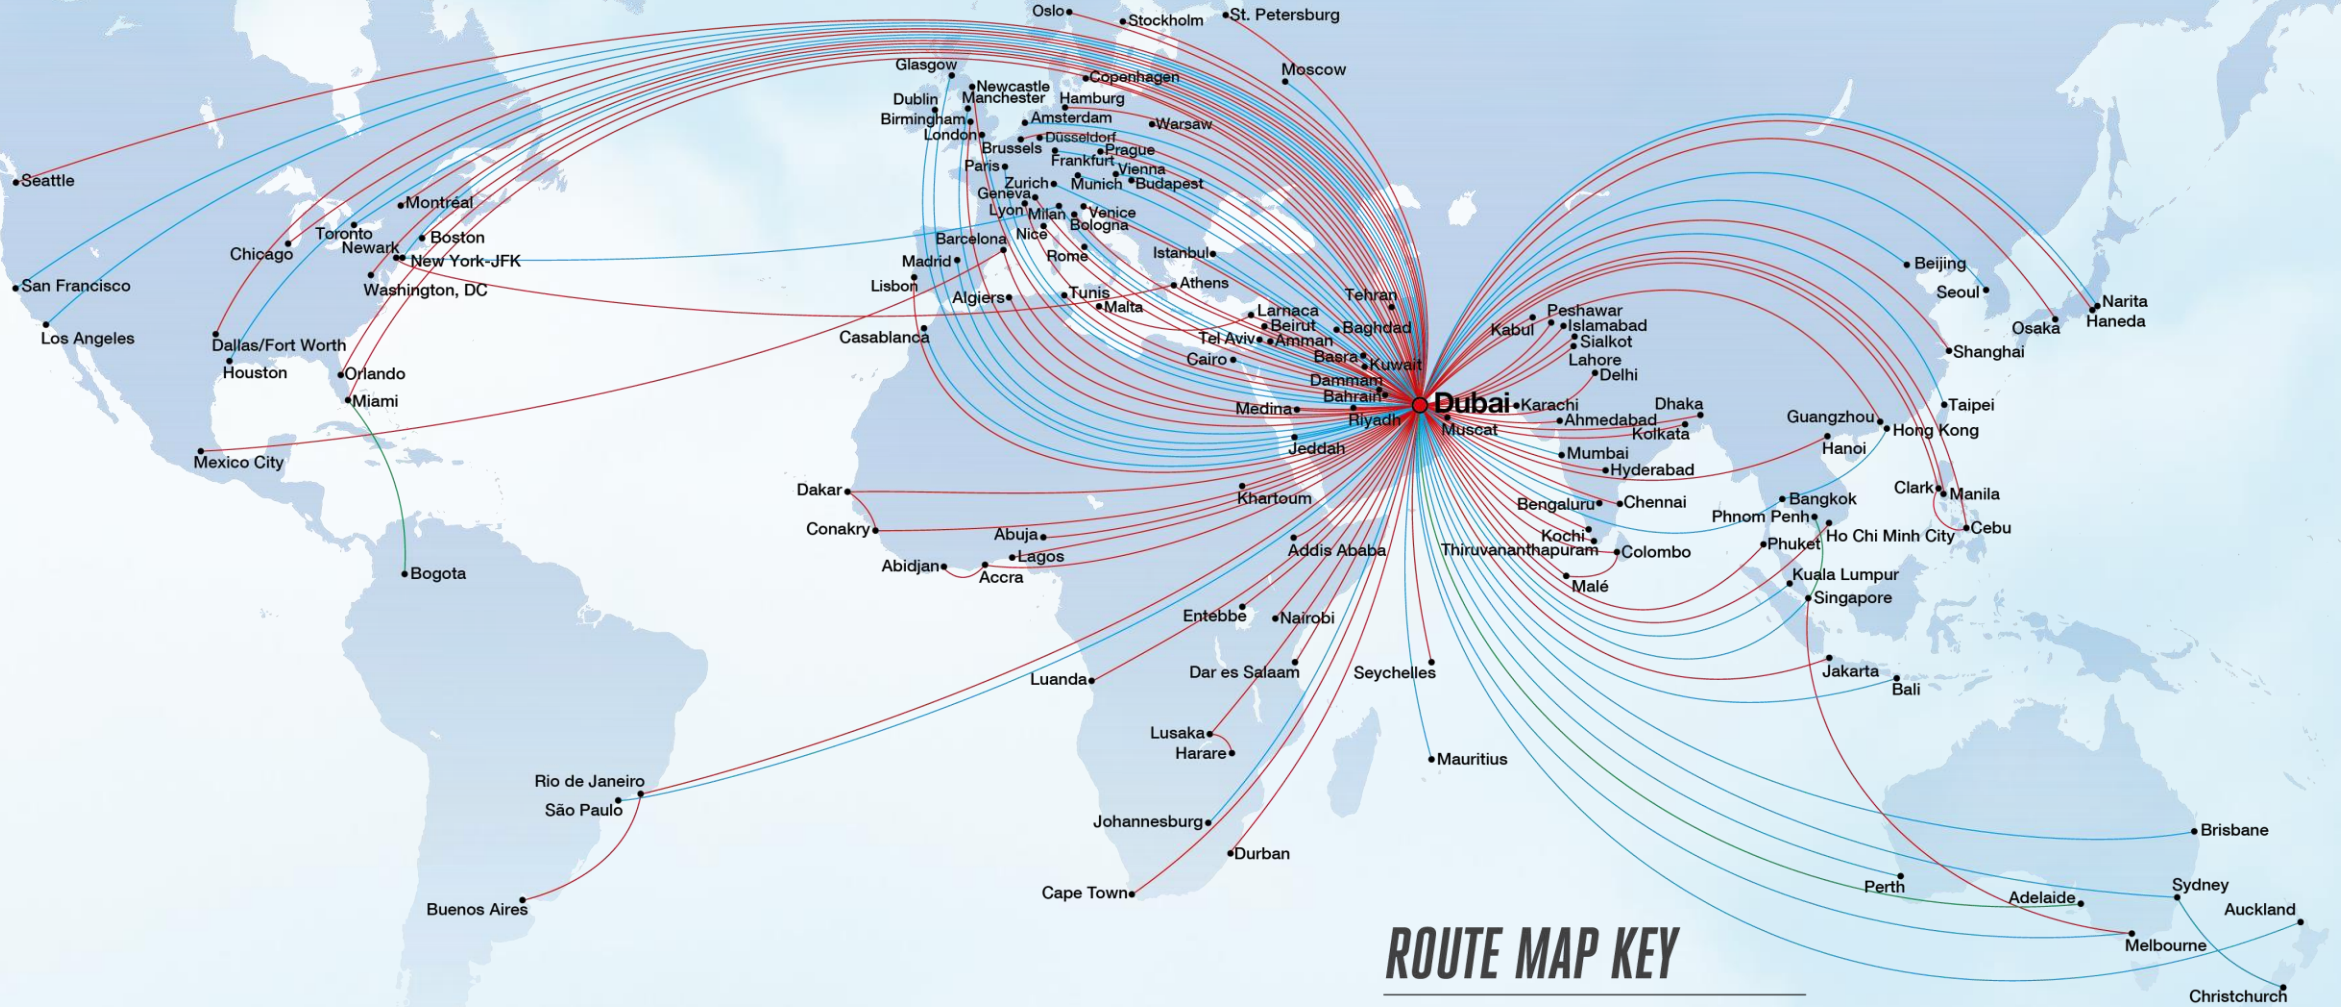 Oslo
Stockholm
St. Petersburg
Glasgow
Moscow
Copenhagen
Newcastle
Dublin
Manchester
Hamburg
Birmingham
Amsterdam
Warsaw
London
Düsseldorf
Brussels
Prague
Frankfurt
Paris
Vienna
Zurich
Munich
Budapest
Geneva
Lyon
Milan
Venice
Bologna
Nice
Barcelona
Rome
Istanbul
Madrid
Lisbon
Athens
Algiers
Tunis
Malta
Casablanca
Seattle
Montréal
Toronto
Boston
Chicago
Newark
New York-JFK
San Francisco
Washington, DC
Los Angeles
Dallas/Fort Worth
Houston
Orlando
Miami
Mexico City
Bogota
Tehran
Larnaca
Beirut
Baghdad
Tel Aviv
Amman
Cairo
Basra
Kuwait
Dammam
Bahrain
Medina
Riyadh
Jeddah
Dubai
Muscat
Peshawar
Kabul
Islamabad
Sialkot
Lahore
Delhi
Karachi
Ahmedabad
Dhaka
Kolkata
Mumbai
Hyderabad
Bengaluru
Chennai
Kochi
Thiruvananthapuram
Colombo
Malé
Beijing
Seoul
Narita
Haneda
Osaka
Shanghai
Taipei
Guangzhou
Hong Kong
Hanoi
Clark
Manila
Bangkok
Phnom Penh
Cebu
Ho Chi Minh City
Phuket
Kuala Lumpur
Singapore
Jakarta
Bali
Dakar
Conakry
Khartoum
Abuja
Lagos
Abidjan
Accra
Addis Ababa
Entebbe
Nairobi
Dar es Salaam
Seychelles
Luanda
Lusaka
Harare
Mauritius
Rio de Janeiro
São Paulo
Buenos Aires
Johannesburg
Durban
Cape Town
Brisbane
Perth
Adelaide
Sydney
Auckland
Melbourne
Christchurch
ROUTE MAP KEY